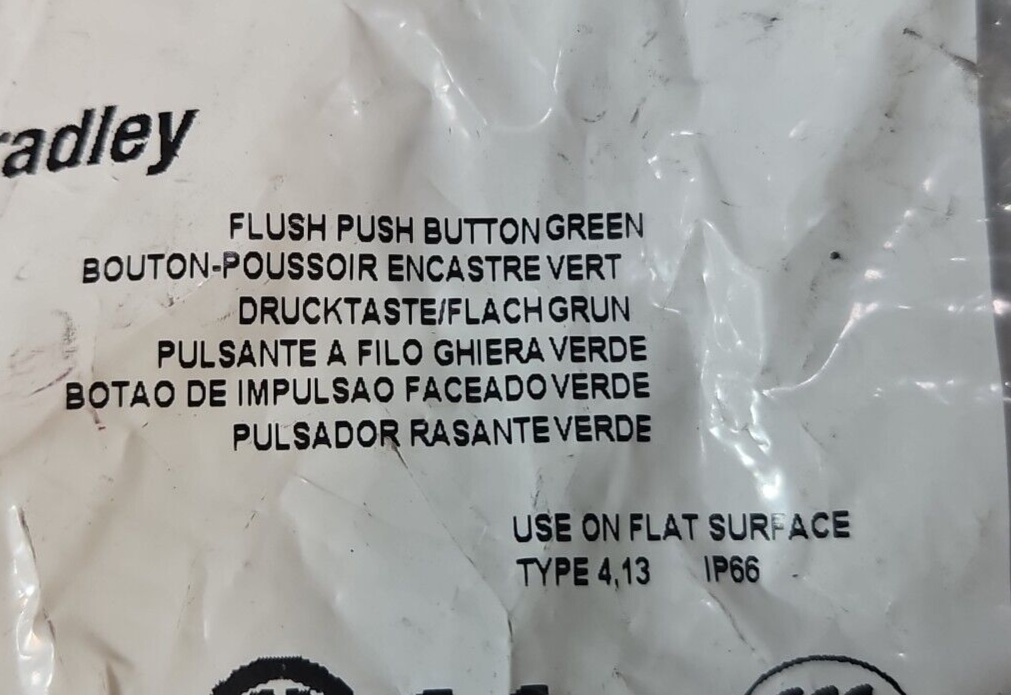 radley
FLUSH PUSH BUTTON GREEN
BOUTON-POUSSOIR ENCASTRE VERT
DRUCKTASTE/FLACH GRUN
PULSANTE A FILO GHIERA VERDE
BOTAO DE IMPULSAO FACEADO VERDE
PULSADOR RASANTE VERDE
USE ON FLAT SURFACE
TYPE 4,13 IP66